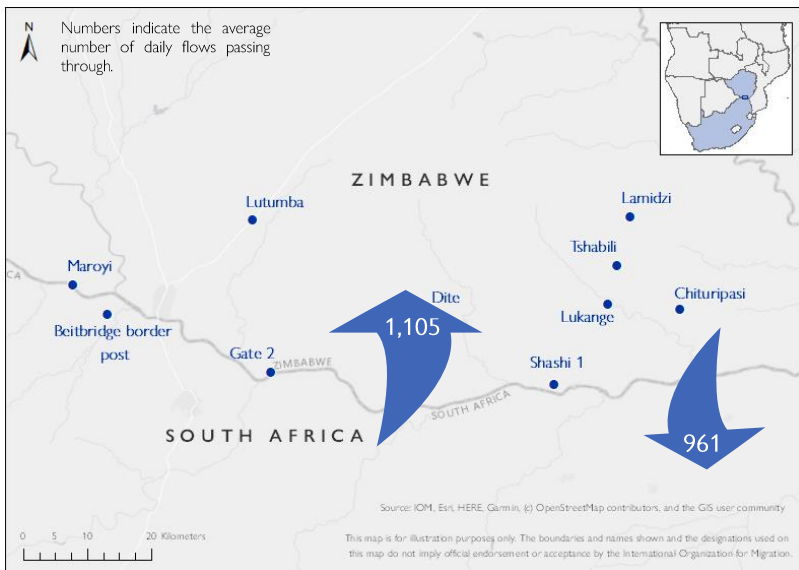 N
Numbers indicate the average
number of daily flows passing
through.
ZIMBABWE
Lutumba
Lamidzi
Tshabili
CA
Maroyi
Dite
Chituripasi
Lukange
1,105
Beitbridge border
post
Gate 2
ZIMBABWE
Shashi 1
SOUTH AFRICA
SOUTH AFRICA
961
Source: IOM, Esri, HERE, Garmin, (c) OpenStreetMap contributors, and the GIS user community
0 5 10 20 Kilometers
This map is for illustration purposes only. The boundaries and names shown and the designations used on
this map do not imply official endorsement or acceptance by the International Organization for Migration.